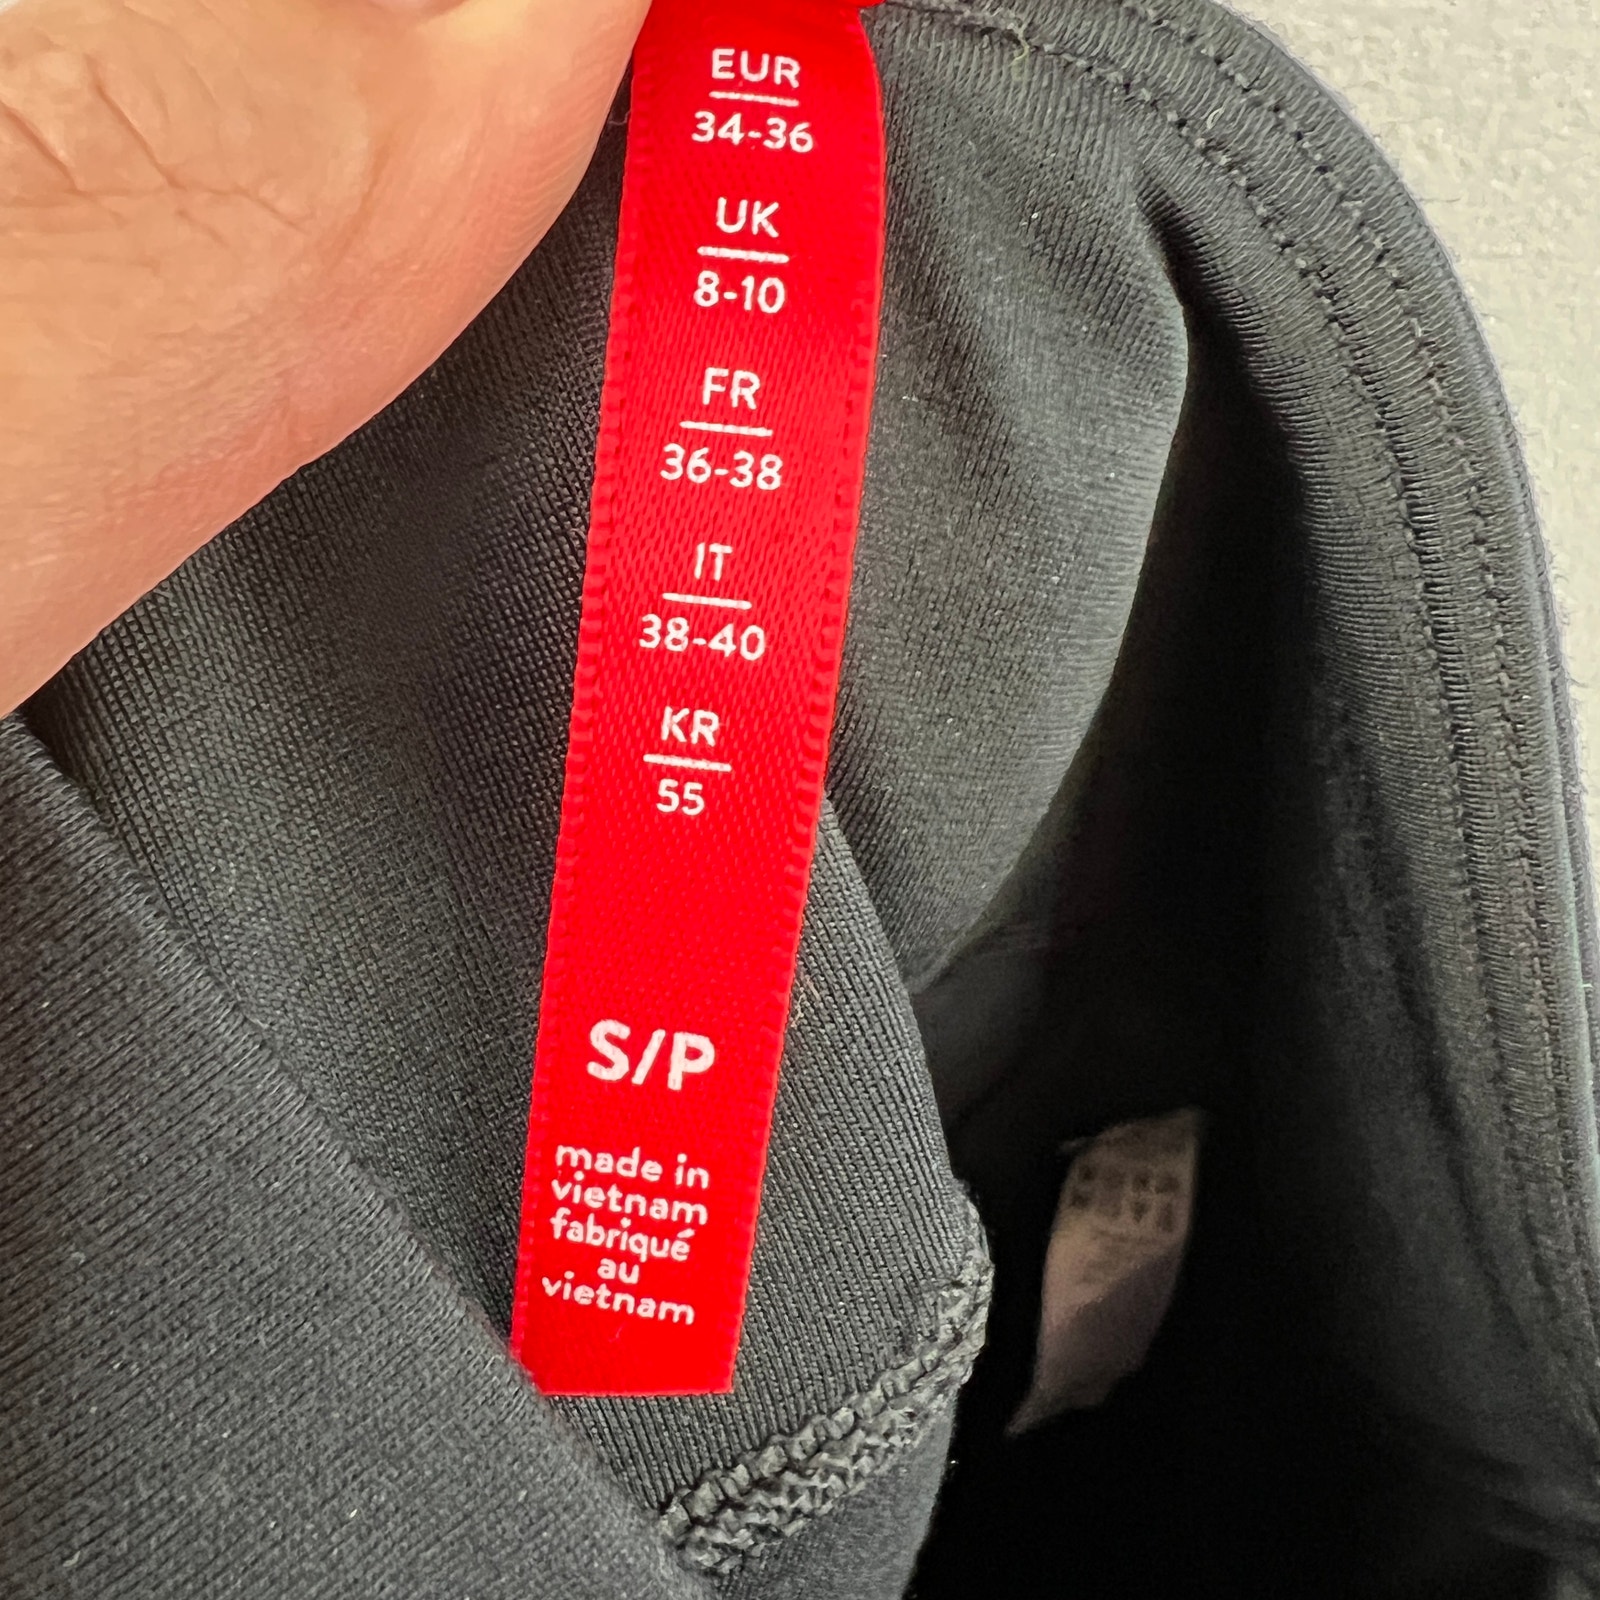 EUR
34-36
UK
8-10
FR
36-38
IT
38-40
KR
55
S/P
made in
vietnam
fabriqué
au
vietnam